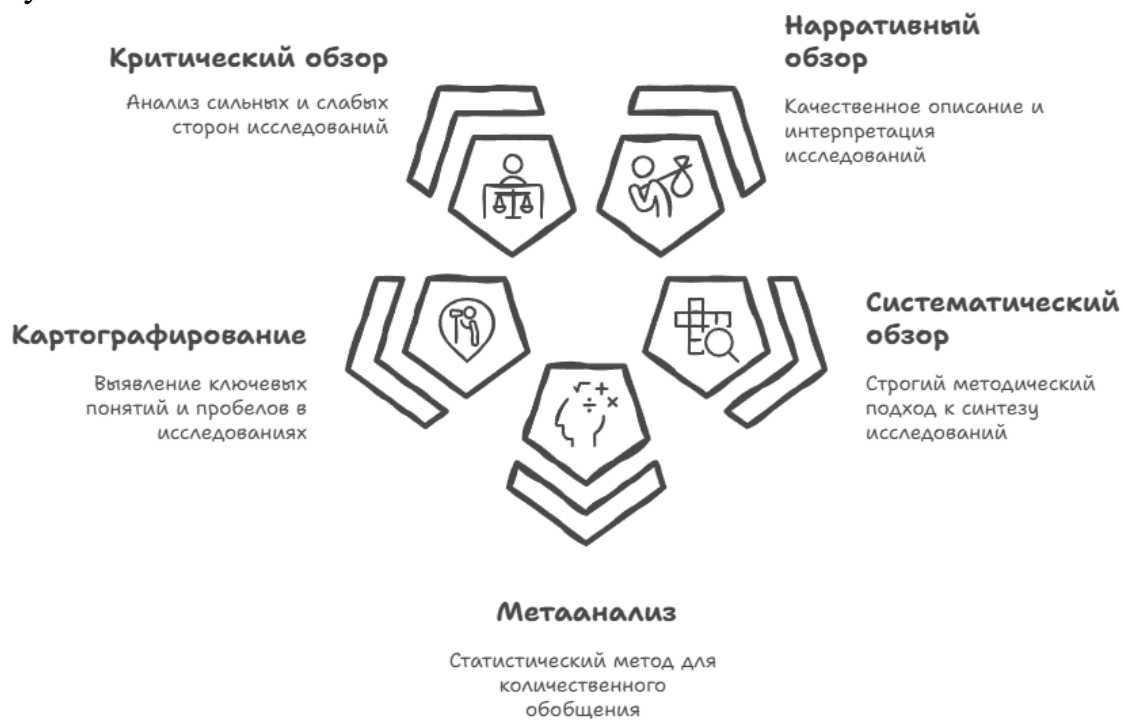 Критический обзор
Анализ сильных и слабых
сторон исследований
Нарративный
обзор
Качественное описание и
интерпретация
исследований
Картографирование
Выявление ключевых
понятий и пробелов в
исследованиях
Систематический
обзор
Строгий методический
подход к синтезу
исследований
Метаанализ
Статистический метод для
количественного
обобщения